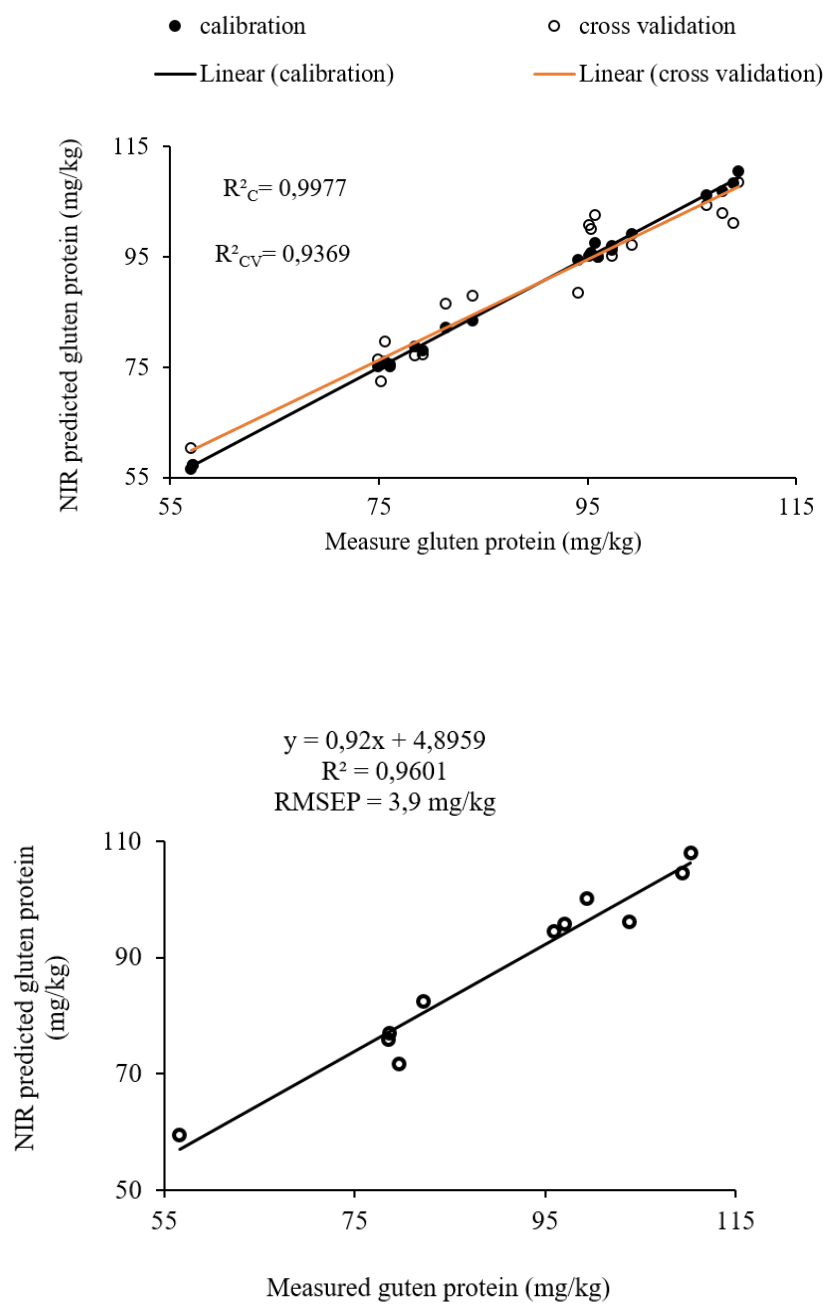 calibration
cross validation
Linear (calibration)
Linear (cross validation)
NIR predicted gluten protein (mg/kg)
115
95
75
55
R²C= 0,9977
R²CV= 0,9369
55
75
95
115
Measure gluten protein (mg/kg)
y = 0,92x + 4,8959
R² = 0,9601
RMSEP = 3,9 mg/kg
NIR predicted gluten protein
(mg/kg)
110
90
70
50
55
75
95
115
Measured guten protein (mg/kg)